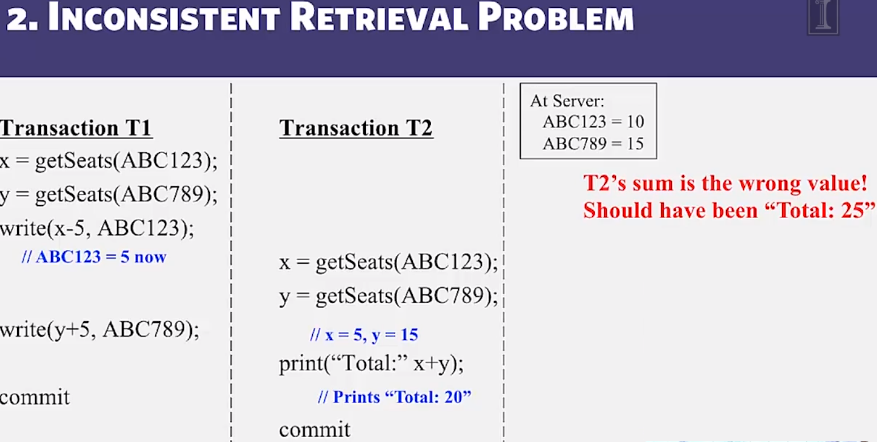 2. INCONSISTENT RETRIEVAL PROBLEM
I
Transaction T1
x = getSeats(ABC123);
y = getSeats(ABC789);
write(x-5, ABC123);
// ABC123 = 5 now
write(y+5, ABC789);
commit
Transaction T2
x = getSeats(ABC123);
y = getSeats(ABC789);
// x = 5, y = 15
print(“Total:” x+y);
// Prints “Total: 20”
commit
At Server:
ABC123 = 10
ABC789 = 15
T2’s sum is the wrong value!
Should have been “Total: 25”